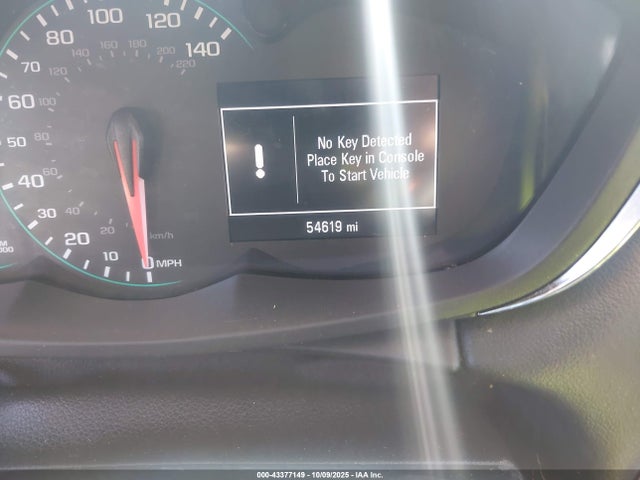 100 120
80 140
140 160 180 200 220
70 120
60 100
50 80
40 60
30 40
20 20 km/h
10 0 MPH
No Key Detected
Place Key in Console
To Start Vehicle
!
54619 mi
000-43377149 - 10/09/2025 - IAA Inc.